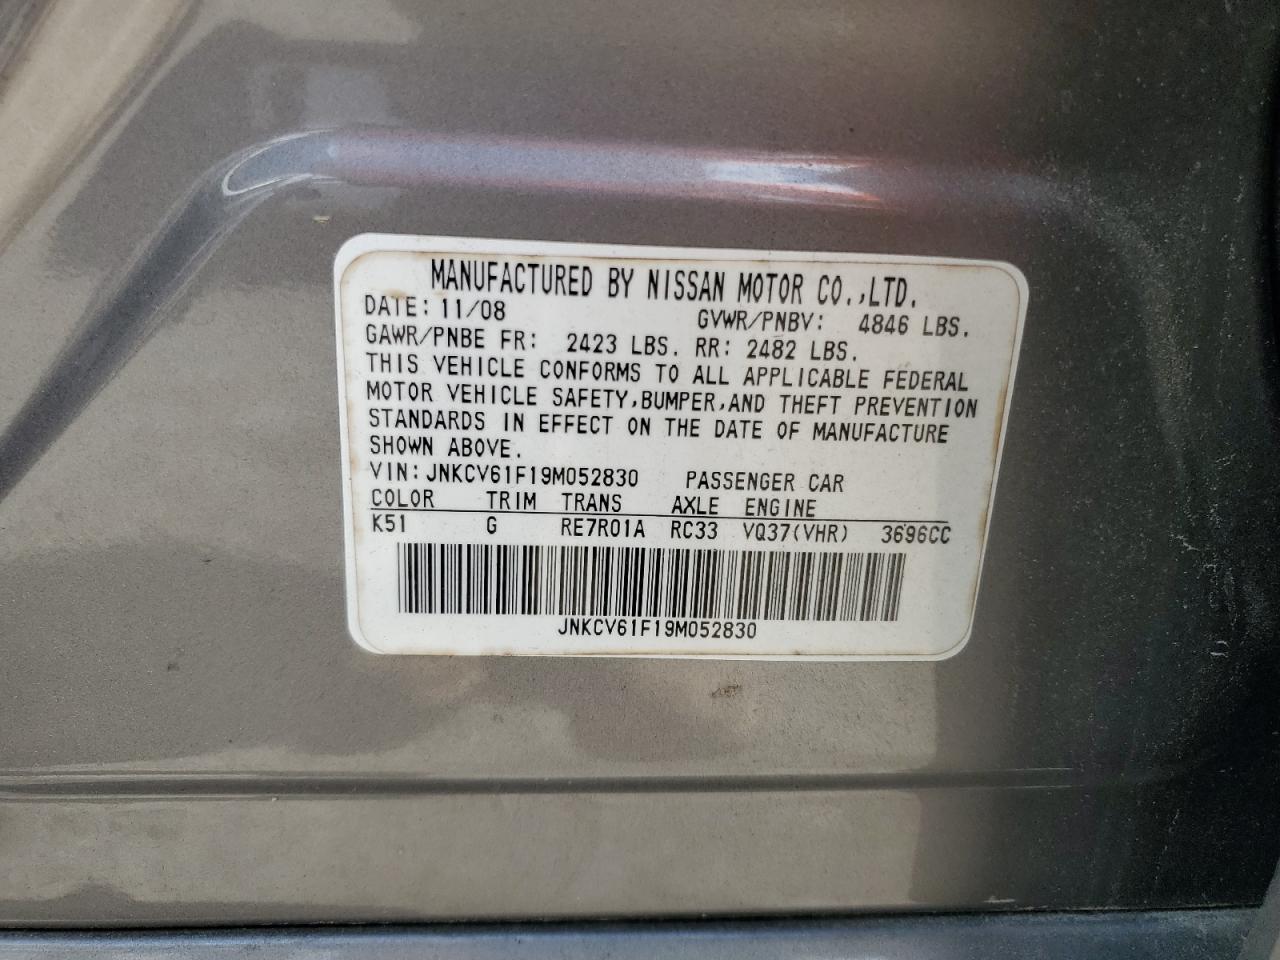 MANUFACTURED BY NISSAN MOTOR CO.,LTD.
DATE: 11/08 GVWR/PNBV: 4846 LBS.
GAWR/PNBE FR: 2423 LBS. RR: 2482 LBS.
THIS VEHICLE CONFORMS TO ALL APPLICABLE FEDERAL
MOTOR VEHICLE SAFETY,BUMPER,AND THEFT PREVENTION
STANDARDS IN EFFECT ON THE DATE OF MANUFACTURE
SHOWN ABOVE.
VIN:JNKCV61F19M052830 PASSENGER CAR
COLOR TRIM TRANS AXLE ENGINE
K51 G RE7R01A RC33 VQ37(VHR) 3696CC
JNKCV61F19M052830